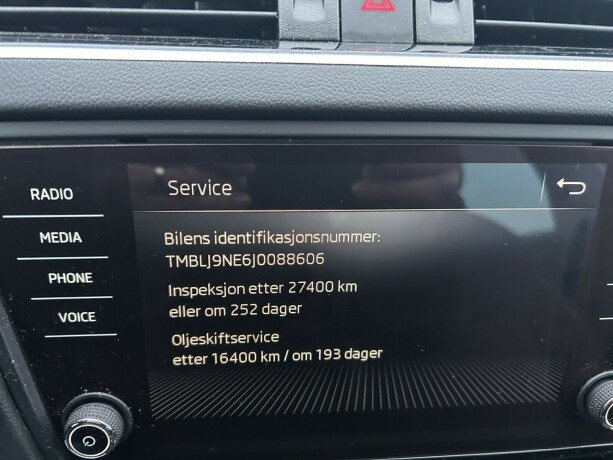 Service
RADIO
MEDIA
PHONE
VOICE
Bilens identifikasjonsnummer:
TMBLJ9NE6J0088606
Inspeksjon etter 27400 km
eller om 252 dager
Oljeskiftservice
etter 16400 km / om 193 dager